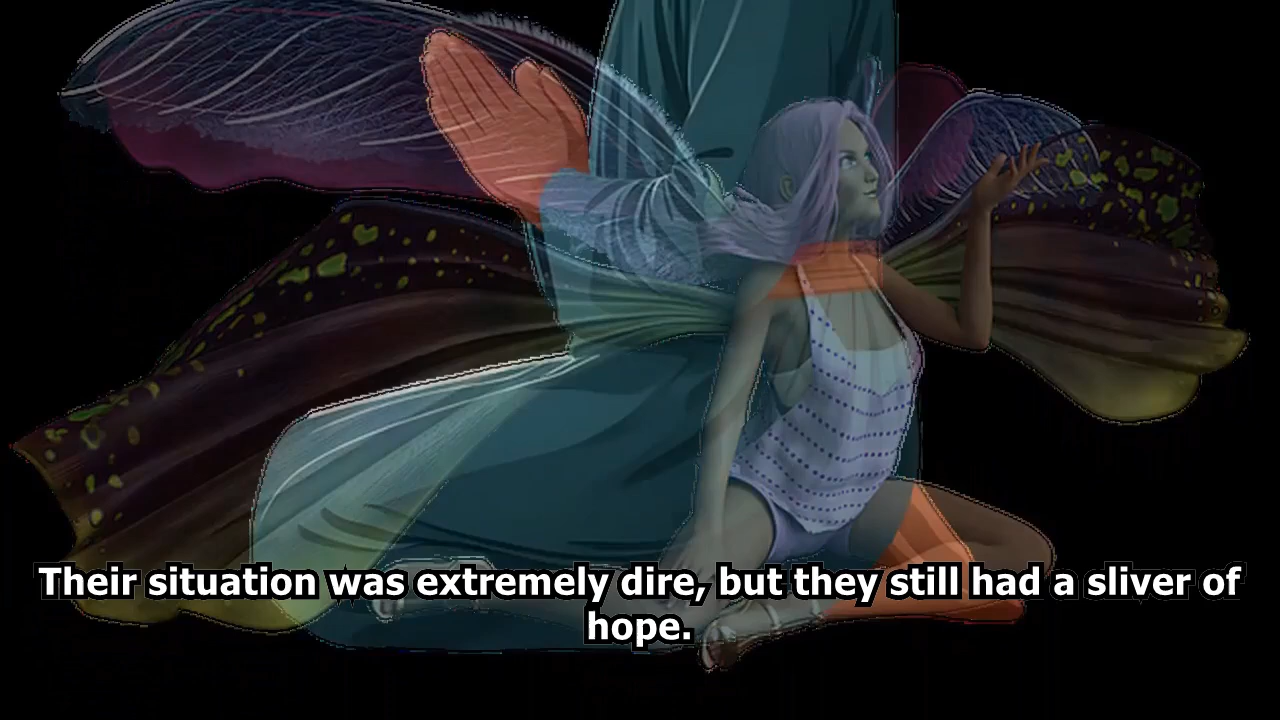 Their situation was extremely dire, but they still had a sliver of
hope.